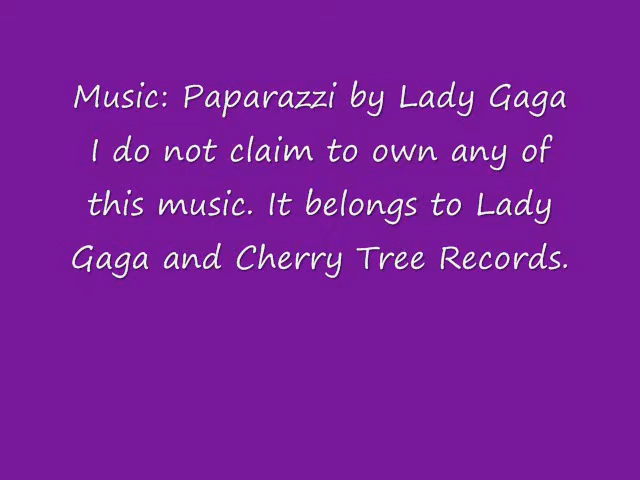 Music: Paparazzi by Lady Gaga
I do not claim to own any of
this music. It belongs to Lady
Gaga and Cherry Tree Records.